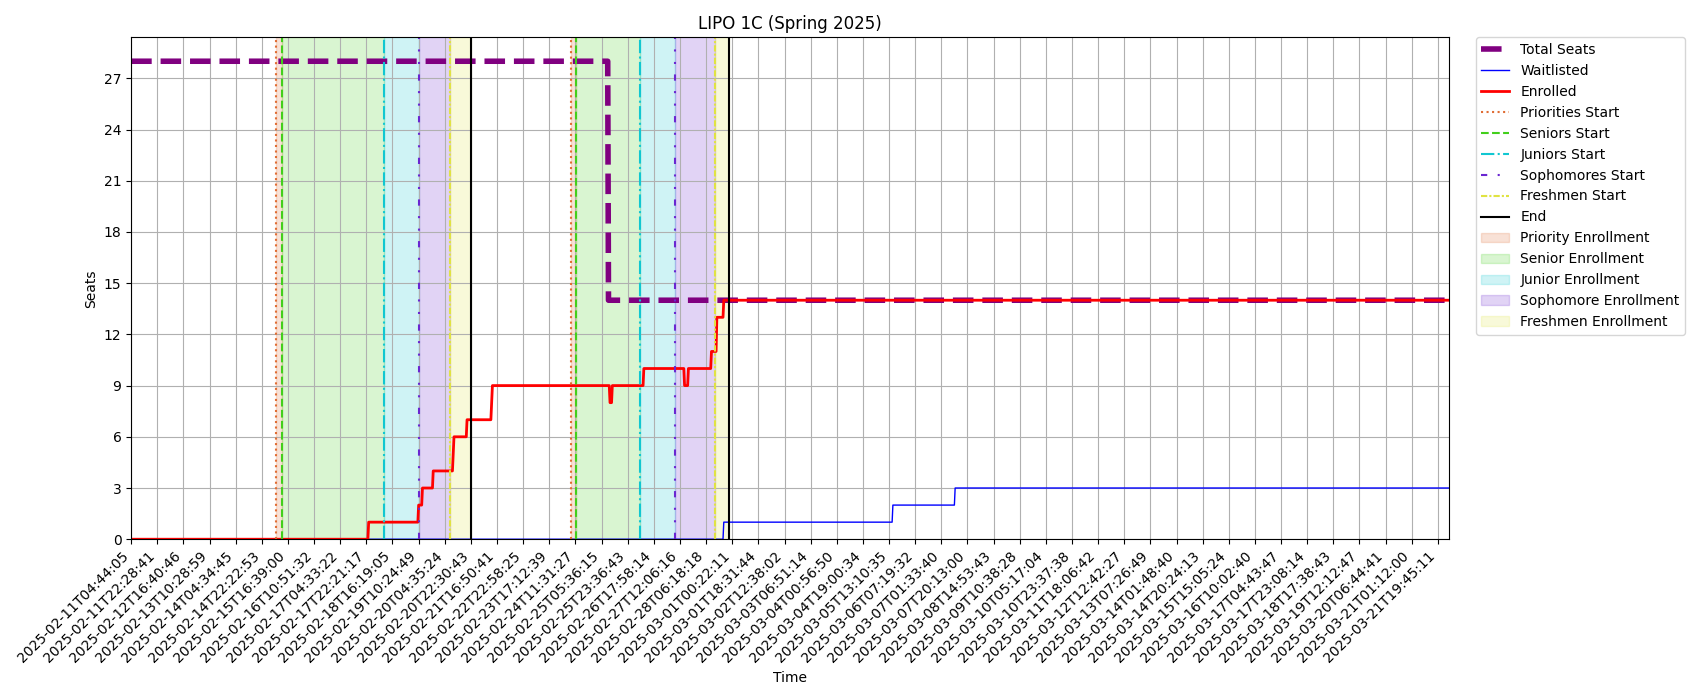 LIPO 1C (Spring 2025)
Seats
27
24
21
18
15
12
9
6
3
0
2025-02-11T04:44:05
2025-02-11T22:28:41
2025-02-12T16:40:46
2025-02-13T10:28:59
2025-02-14T04:34:45
2025-02-14T22:22:53
2025-02-15T16:39:00
2025-02-16T10:51:32
2025-02-17T04:33:22
2025-02-17T22:21:17
2025-02-18T16:19:05
2025-02-19T10:24:49
2025-02-20T04:35:24
2025-02-20T22:30:43
2025-02-21T16:50:41
2025-02-22T22:58:25
2025-02-23T17:12:39
2025-02-24T11:31:27
2025-02-25T05:36:15
2025-02-25T23:36:43
2025-02-26T17:58:14
2025-02-27T12:06:16
2025-02-28T06:18:18
2025-03-01T00:22:11
2025-03-01T18:31:44
2025-03-02T12:38:02
2025-03-03T06:51:14
2025-03-04T00:56:50
2025-03-04T19:00:34
2025-03-05T13:10:35
2025-03-06T07:19:32
2025-03-07T01:33:40
2025-03-07T20:13:00
2025-03-08T14:53:43
2025-03-09T10:38:28
2025-03-10T05:17:04
2025-03-10T23:37:38
2025-03-11T18:06:42
2025-03-12T12:42:27
2025-03-13T07:26:49
2025-03-14T01:48:40
2025-03-14T20:24:13
2025-03-15T15:05:24
2025-03-16T10:02:40
2025-03-17T04:43:47
2025-03-17T23:08:14
2025-03-18T17:38:43
2025-03-19T12:12:47
2025-03-20T06:44:41
2025-03-21T01:12:00
2025-03-21T19:45:11
Time
Total Seats
Waitlisted
Enrolled
Priorities Start
Seniors Start
Juniors Start
Sophomores Start
Freshmen Start
End
Priority Enrollment
Senior Enrollment
Junior Enrollment
Sophomore Enrollment
Freshmen Enrollment